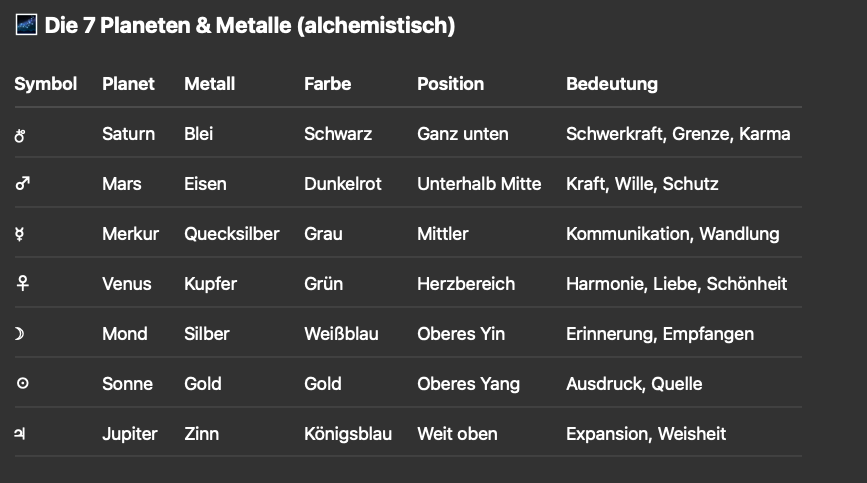 🌌 Die 7 Planeten & Metalle (alchemistisch)
Symbol Planet Metall Farbe Position Bedeutung
⚷ Saturn Blei Schwarz Ganz unten Schwerkraft, Grenze, Karma
♂ Mars Eisen Dunkelrot Unterhalb Mitte Kraft, Wille, Schutz
☿ Merkur Quecksilber Grau Mittler Kommunikation, Wandlung
♀ Venus Kupfer Grün Herzbereich Harmonie, Liebe, Schönheit
☽ Mond Silber Weißblau Oberes Yin Erinnerung, Empfangen
☉ Sonne Gold Gold Oberes Yang Ausdruck, Quelle
♃ Jupiter Zinn Königsblau Weit oben Expansion, Weisheit